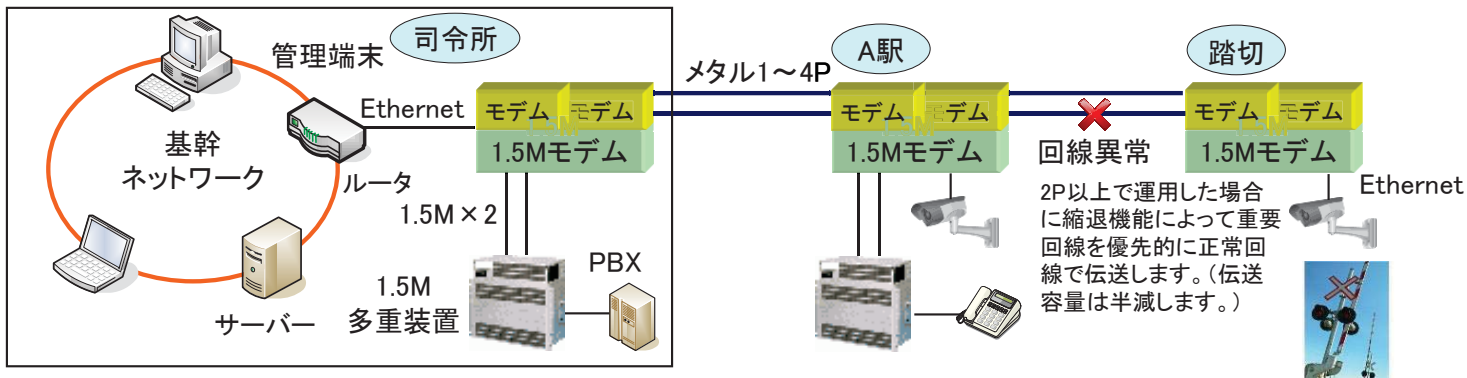 司令所
管理端末
Ethernet
基幹
ネットワーク
ルータ
サーバー
モデム モデム
1.5Mモデム
1.5M×2
1.5M
多重装置
PBX
メタル1～4P
A駅
モデム モデム
1.5Mモデム
回線異常
2P以上で運用した場合
に縮退機能によって重要
回線を優先的に正常回
線で伝送します。（伝送
容量は半減します。）
踏切
モデム モデム
1.5Mモデム
Ethernet